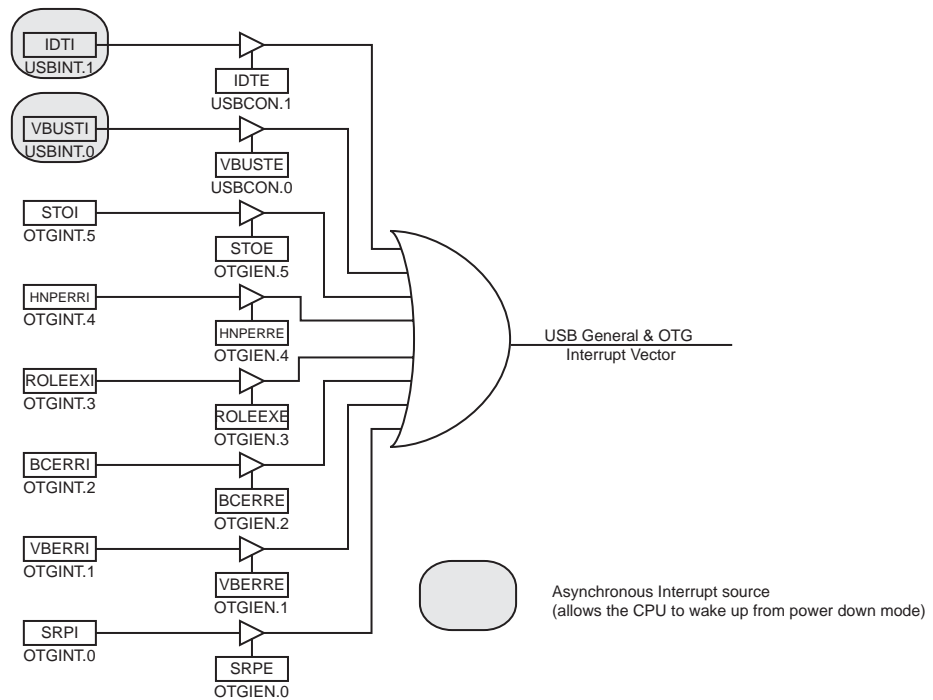 IDTI
USBINT.1
IDTE
USBCON.1
VBUSTI
USBINT.0
VBUSTE
USBCON.0
STOI
OTGINT.5
STOE
OTGIEN.5
HNPERRI
OTGINT.4
HNPERRE
OTGIEN.4
ROLEEXI
OTGINT.3
ROLEEXE
OTGIEN.3
BCERRI
OTGINT.2
BCERRE
OTGIEN.2
VBERRI
OTGINT.1
VBERRE
OTGIEN.1
SRPI
OTGINT.0
SRPE
OTGIEN.0
USB General & OTG
Interrupt Vector
Asynchronous Interrupt source
(allows the CPU to wake up from power down mode)